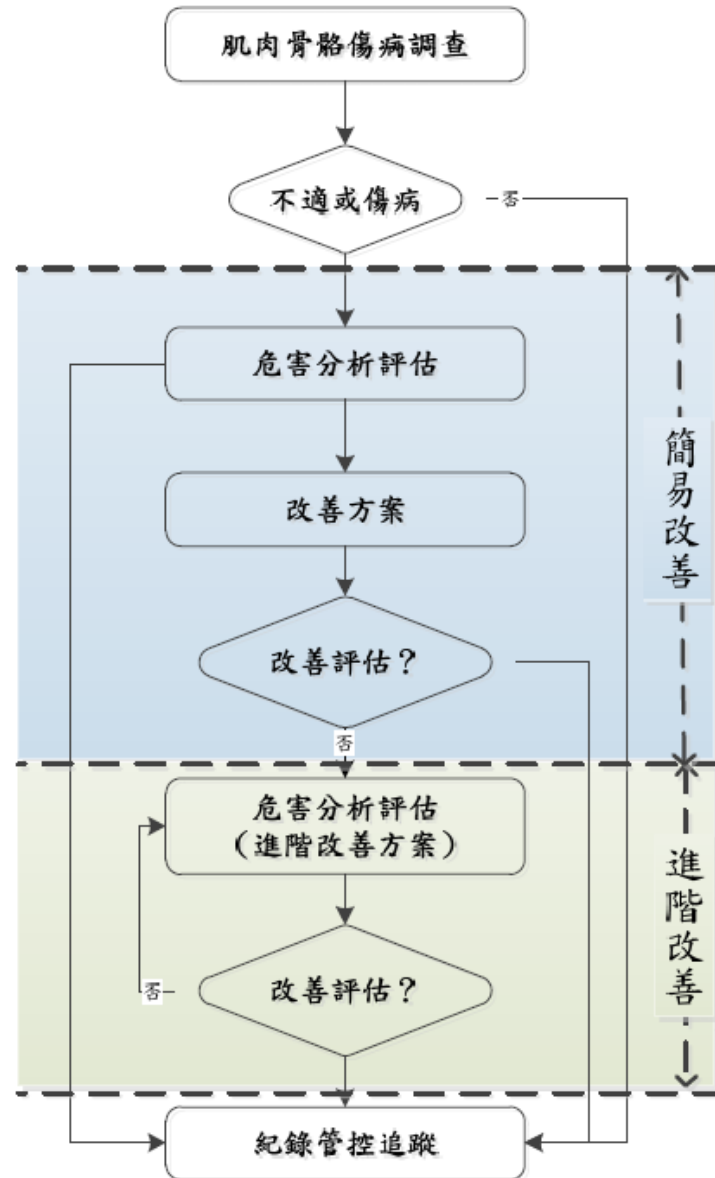 肌肉骨骼傷病調查
不適或傷病
否
危害分析評估
簡易改善
改善方案
改善評估？
否
危害分析評估
（進階改善方案）
進階改善
否
改善評估？
紀錄管控追蹤